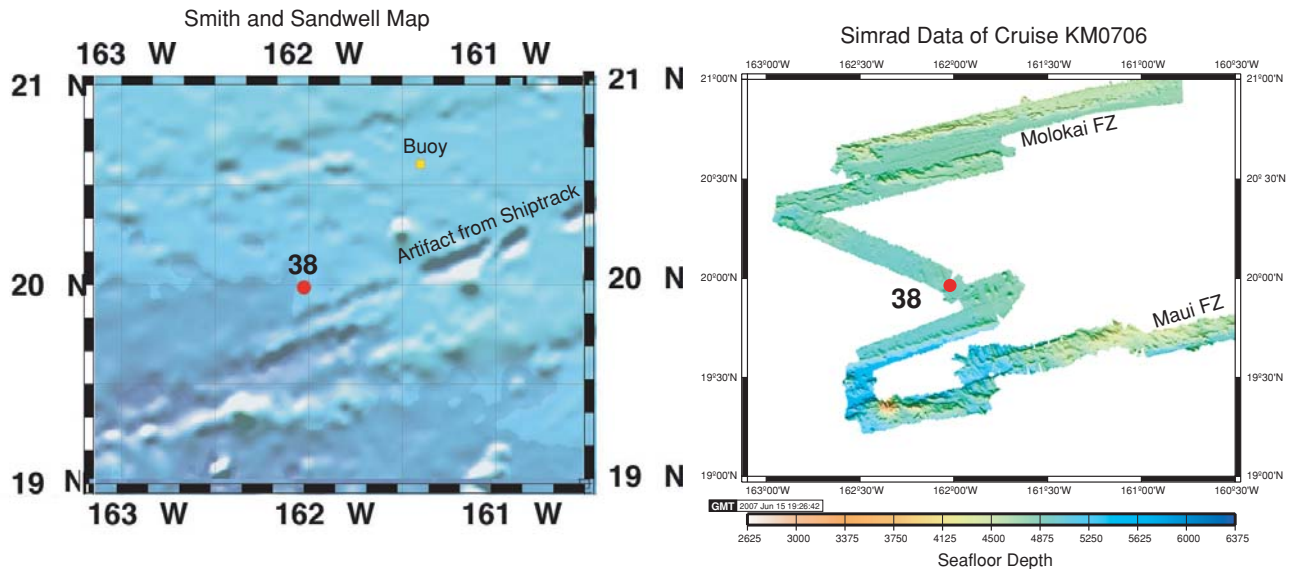 Smith and Sandwell Map
163 W 162 W 161 W
21 N 21 N
Buoy
Artifact from Shiptrack
38
20 N 20 N
19 N 19 N
163 W 162 W 161 W
Simrad Data of Cruise KM0706
163°00'W 162°30'W 162°00'W 161°30'W 161°00'W 160°30'W
21°00'N 21°00'N
Molokai FZ
20°30'N 20°30'N
20°00'N 20°00'N
38
Maui FZ
19°30'N 19°30'N
19°00'N 19°00'N
163°00'W 162°30'W 162°00'W 161°30'W 161°00'W 160°30'W
GMT 2007 Jun 15 19:26:42
2625 3000 3375 3750 4125 4500 4875 5250 5625 6000 6375
Seafloor Depth